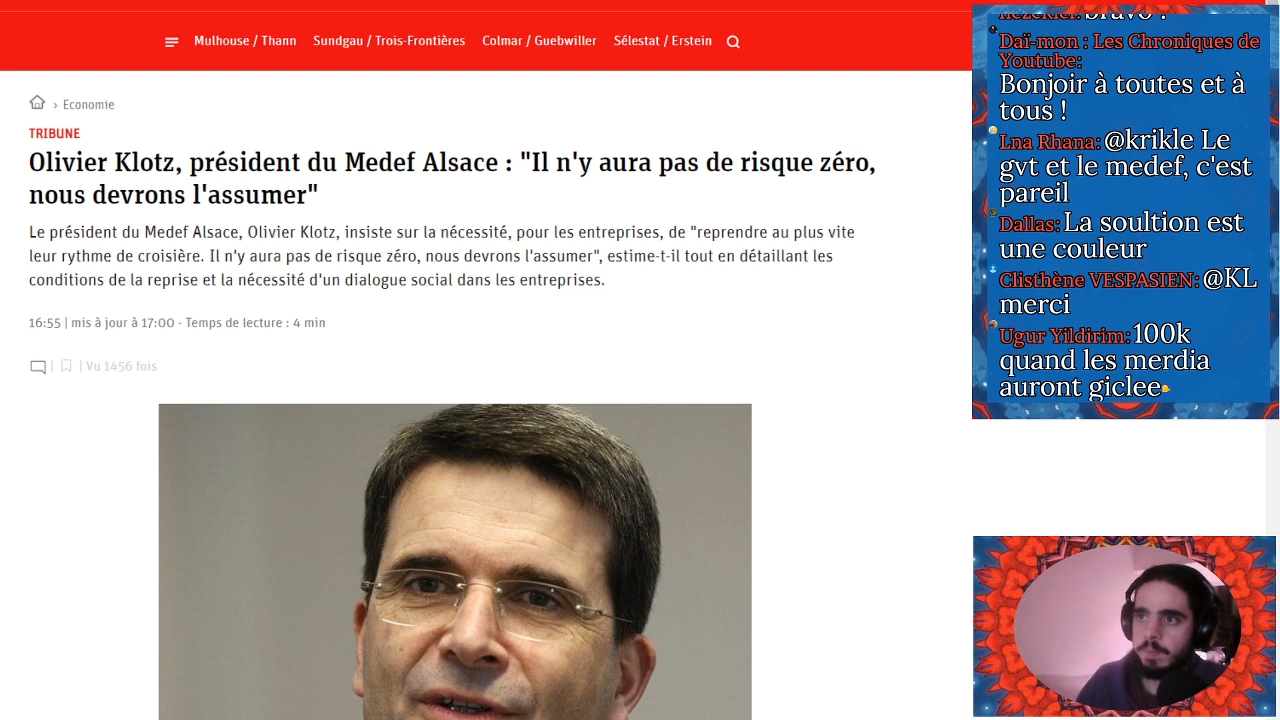 Mulhouse / Thann Sundgau / Trois-Frontières Colmar / Guebwiller Sélestat / Erstein
› Economie
TRIBUNE
Olivier Klotz, président du Medef Alsace : "Il n'y aura pas de risque zéro,
nous devrons l'assumer"
Le président du Medef Alsace, Olivier Klotz, insiste sur la nécessité, pour les entreprises, de "reprendre au plus vite
leur rythme de croisière. Il n'y aura pas de risque zéro, nous devrons l'assumer", estime-t-il tout en détaillant les
conditions de la reprise et la nécessité d'un dialogue social dans les entreprises.
16:55 | mis à jour à 17:00 - Temps de lecture : 4 min
| | Vu 1456 fois
bravo !
Daï-mon : Les Chroniques de
Youtube:
Bonjoir à toutes et à
tous !
Lna Rhana: @krikle Le
gvt et le medef, c'est
pareil
Dallas: La soultion est
une couleur
Clisthène VESPASIEN: @KL
merci
Ugur Yildirim: 100k
quand les merdia
auront giclee